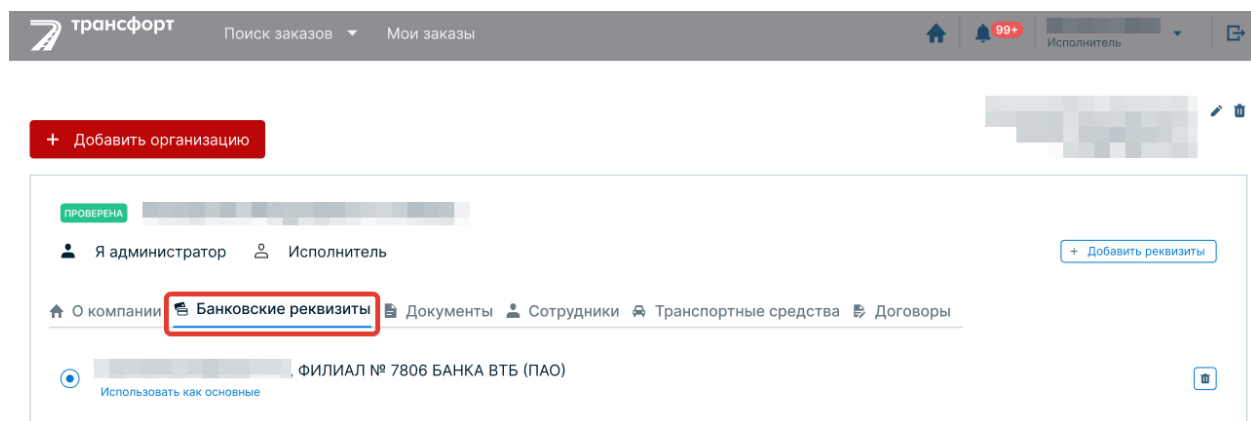 трансфорт
Поиск заказов Мои заказы
99+
Исполнитель
+ Добавить организацию
ПРОВЕРЕНА
Я администратор Исполнитель
+ Добавить реквизиты
О компании Банковские реквизиты Документы Сотрудники Транспортные средства Договоры
, ФИЛИАЛ № 7806 БАНКА ВТБ (ПАО)
Использовать как основные